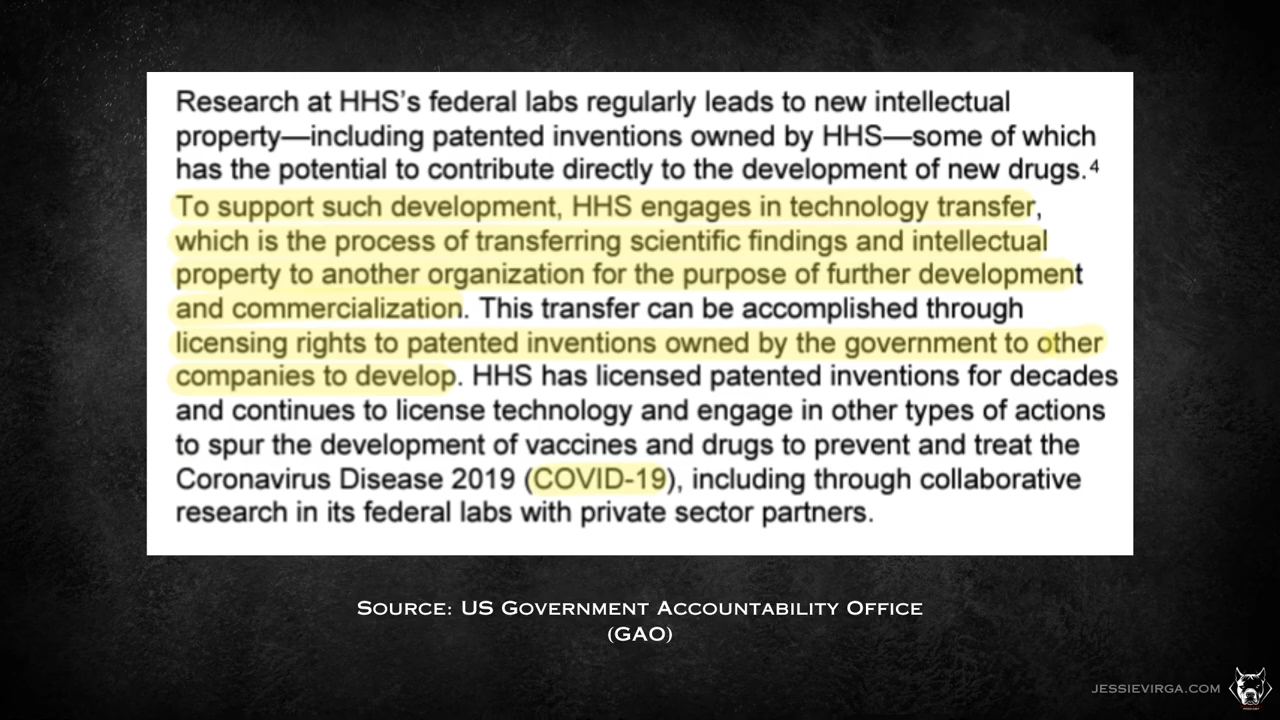 Research at HHS's federal labs regularly leads to new intellectual
property—including patented inventions owned by HHS—some of which
has the potential to contribute directly to the development of new drugs.⁴
To support such development, HHS engages in technology transfer,
which is the process of transferring scientific findings and intellectual
property to another organization for the purpose of further development
and commercialization. This transfer can be accomplished through
licensing rights to patented inventions owned by the government to other
companies to develop. HHS has licensed patented inventions for decades
and continues to license technology and engage in other types of actions
to spur the development of vaccines and drugs to prevent and treat the
Coronavirus Disease 2019 (COVID-19), including through collaborative
research in its federal labs with private sector partners.
Source: US Government Accountability Office
(GAO)
JESSIEVIRGA.COM